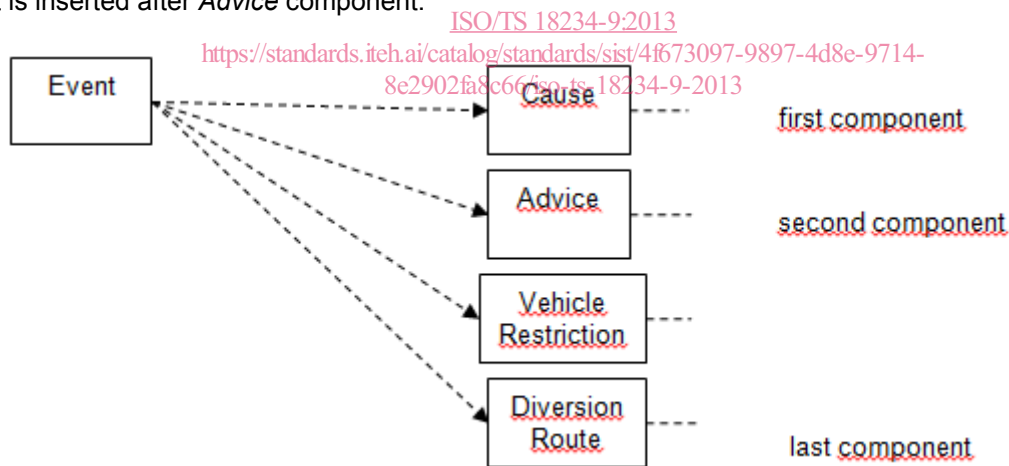 t is inserted after Advice component.
ISO/TS 18234-9:2013
https://standards.iteh.ai/catalog/standards/sist/4f673097-9897-4d8e-9714-
8e2902fa8c66/iso-ts-18234-9-2013
Event
Cause
first component
Advice
second component
Vehicle
Restriction
Diversion
Route
last component